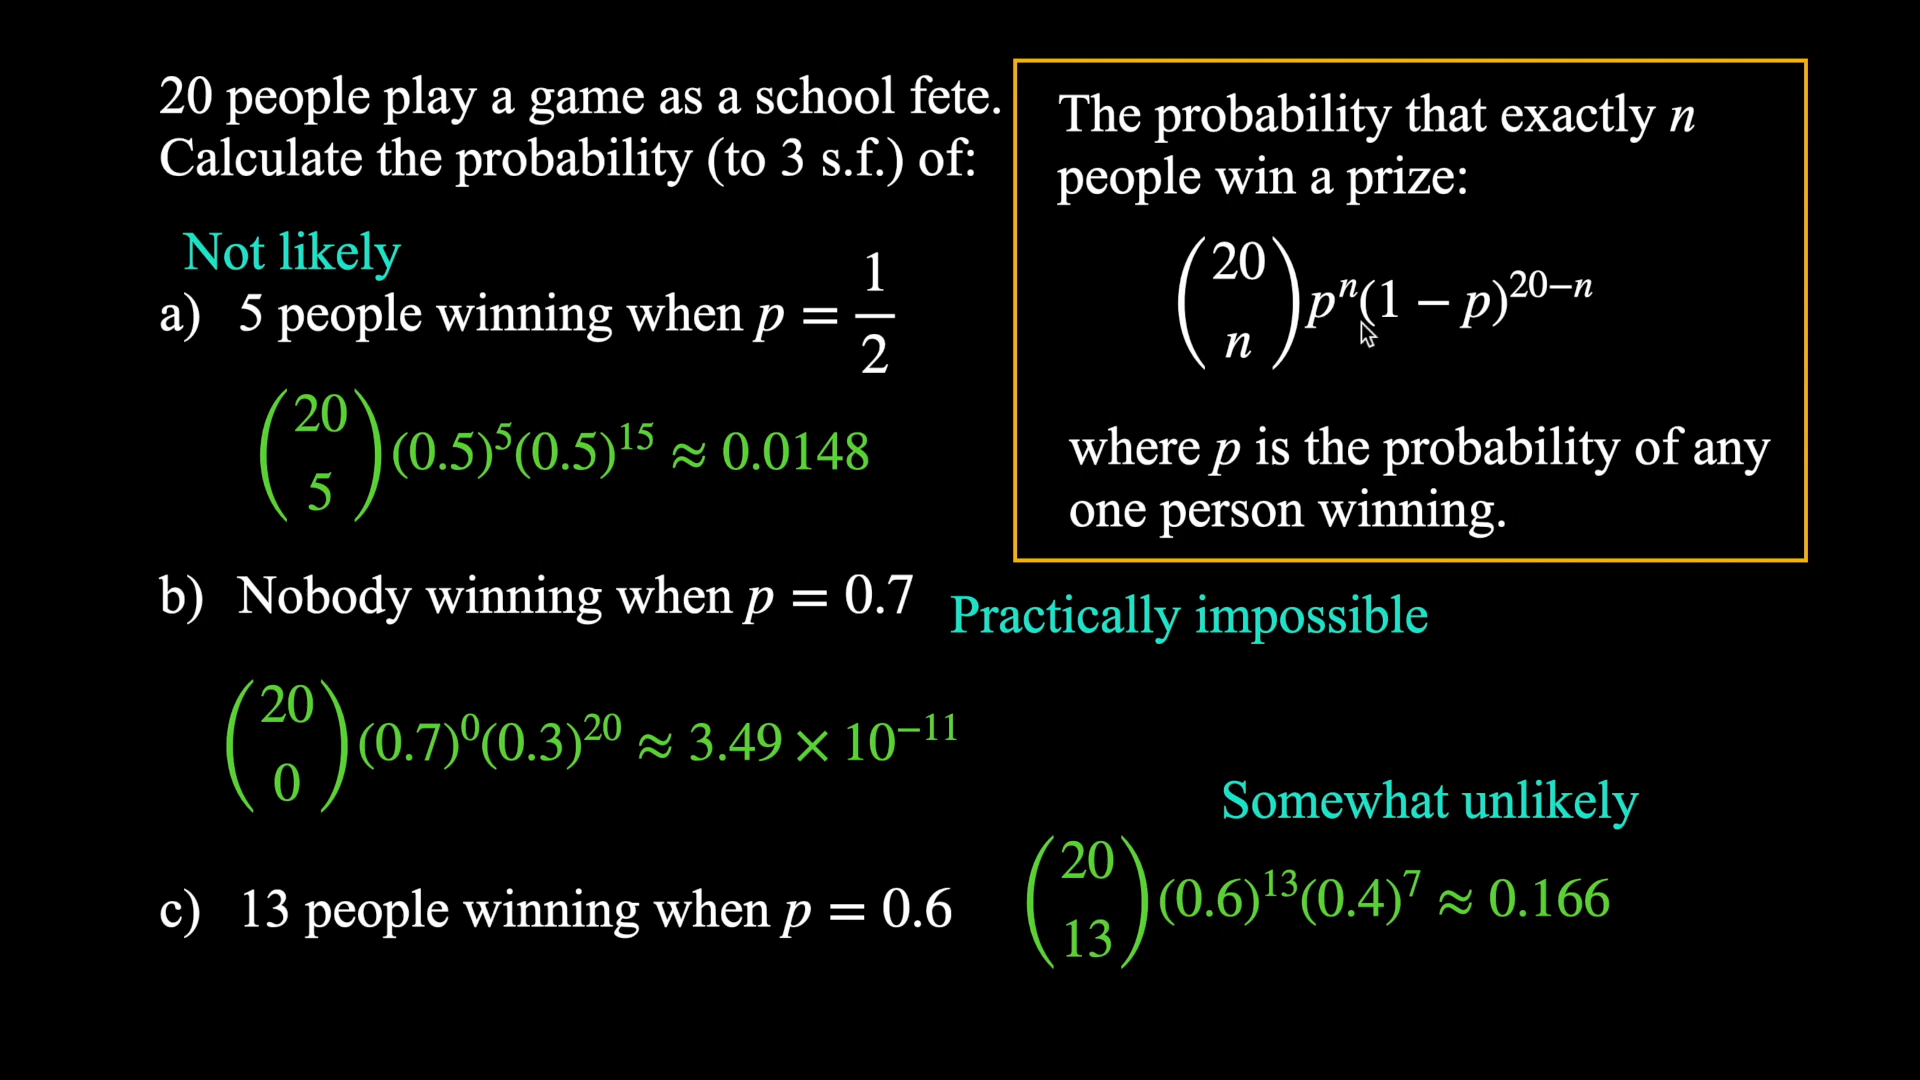 20 people play a game as a school fete.
Calculate the probability (to 3 s.f.) of:
Not likely
a) 5 people winning when p = 1/2
(20 5)(0.5)^5(0.5)^15 ≈ 0.0148
b) Nobody winning when p = 0.7
Practically impossible
(20 0)(0.7)^0(0.3)^20 ≈ 3.49 × 10^−11
c) 13 people winning when p = 0.6
Somewhat unlikely
(20 13)(0.6)^13(0.4)^7 ≈ 0.166
The probability that exactly n
people win a prize:
(20 n)p^n(1 − p)^20−n
where p is the probability of any
one person winning.